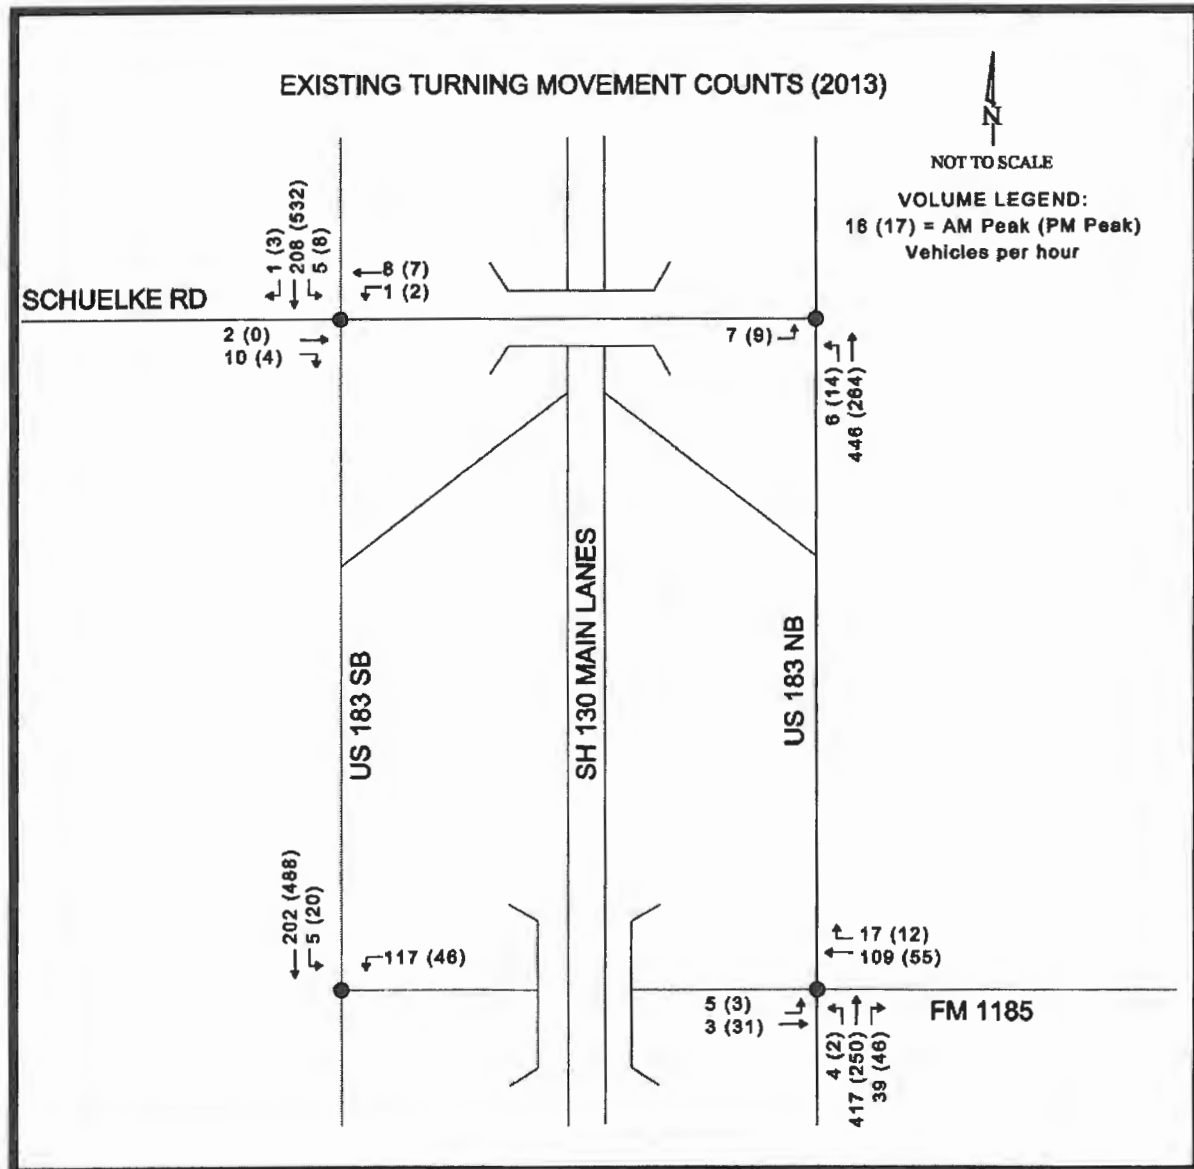 EXISTING TURNING MOVEMENT COUNTS (2013)
N
NOT TO SCALE
VOLUME LEGEND:
16 (17) = AM Peak (PM Peak)
Vehicles per hour
1 (3)
208 (532)
5 (8)
8 (7)
1 (2)
SCHUELKE RD
2 (0)
10 (4)
7 (9)
6 (14)
446 (264)
US 183 SB
SH 130 MAIN LANES
US 183 NB
202 (488)
5 (20)
117 (46)
17 (12)
109 (55)
5 (3)
3 (31)
FM 1185
4 (2)
417 (250)
39 (46)